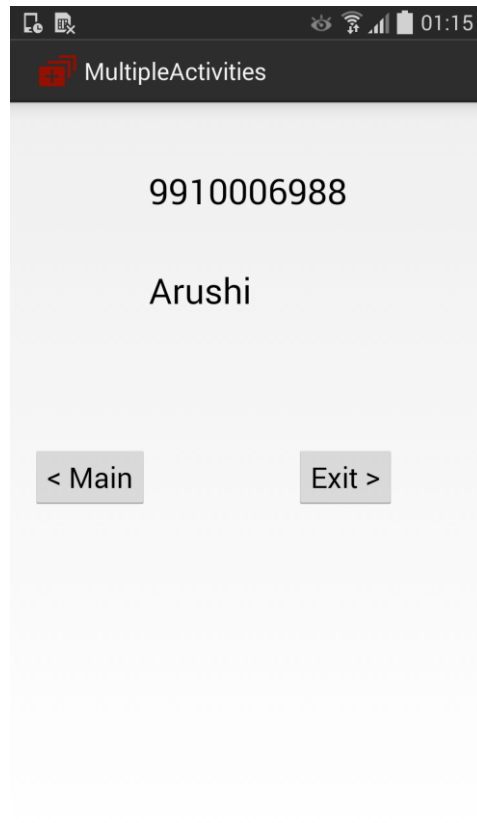 01:15
MultipleActivities
9910006988
Arushi
< Main
Exit >